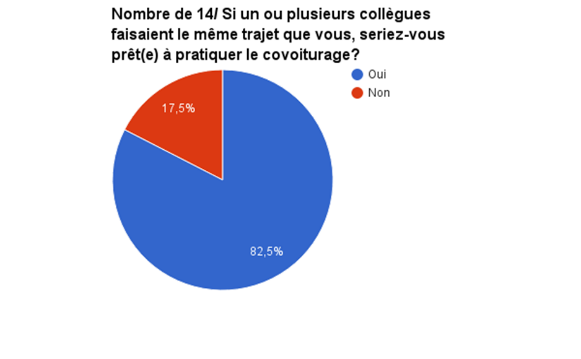 Nombre de 14/ Si un ou plusieurs collègues
faisaient le même trajet que vous, seriez-vous
prêt(e) à pratiquer le covoiturage?
Oui
Non
17,5%
82,5%